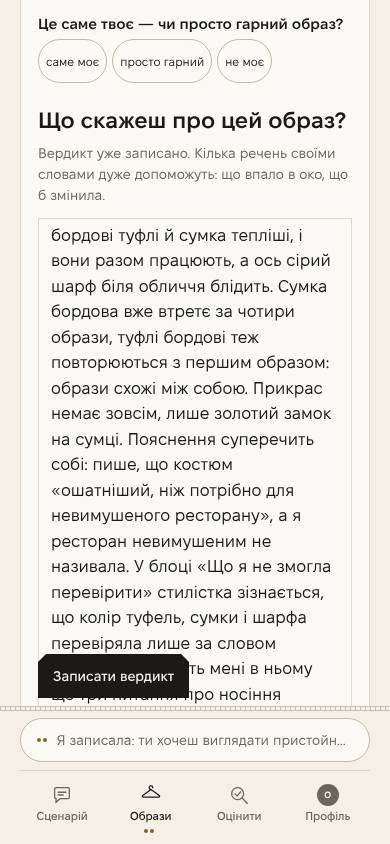 Це саме твоє — чи просто гарний образ?
саме моє
просто гарний
не моє
Що скажеш про цей образ?
Вердикт уже записано. Кілька речень своїми
словами дуже допоможуть: що впало в око, що
б змінила.
бордові туфлі й сумка тепліші, і
вони разом працюють, а ось сірий
шарф біля обличчя блідить. Сумка
бордова вже втретє за чотири
образи, туфлі бордові теж
повторюються з першим образом:
образи схожі між собою. Прикрас
немає зовсім, лише золотий замок
на сумці. Пояснення суперечить
собі: пише, що костюм
«ошатніший, ніж потрібно для
невимушеного ресторану», а я
ресторан невимушеним не
називала. У блоці «Що я не змогла
перевірити» стилістка зізнається,
що колір туфель, сумки і шарфа
перевіряла лише за словом
мені в ньому
Записати вердикт
про носіння
Я записала: ти хочеш виглядати пристойн...
Сценарій
Образи
Оцінити
О
Профіль